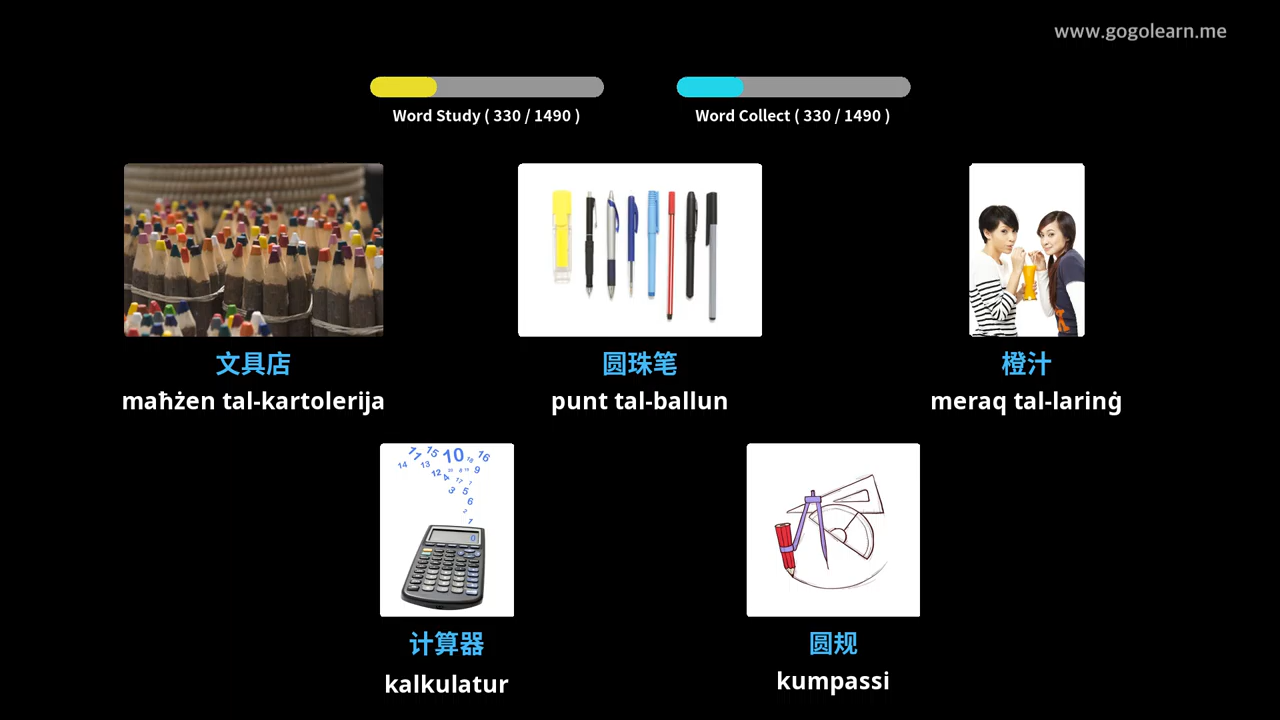 www.gogolearn.me
Word Study ( 330 / 1490 )
Word Collect ( 330 / 1490 )
文具店
maħżen tal-kartolerija
圆珠笔
punt tal-ballun
橙汁
meraq tal-larinġ
计算器
kalkulatur
圆规
kumpassi